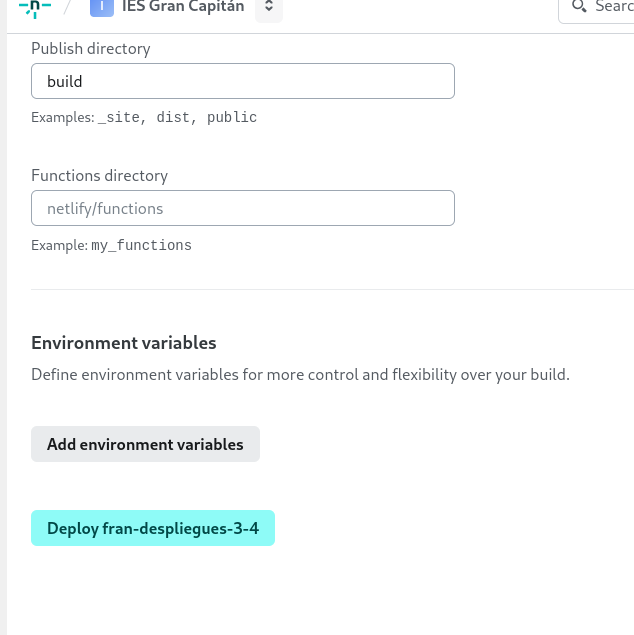 n / I IES Gran Capitán Searc
Publish directory
build
Examples: _site, dist, public
Functions directory
netlify/functions
Example: my_functions
Environment variables
Define environment variables for more control and flexibility over your build.
Add environment variables
Deploy fran-despliegues-3-4